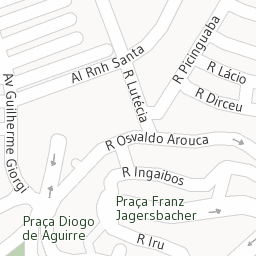 Al Rnh Santa
R Lutécia
R Picinguaba
R Lácio
R Dirceu
Av Guilherme Giorgi
R Osvaldo Arouca
R Ingaibos
Praça Franz
Jagersbacher
Praça Diogo
de Aguirre
R Iru